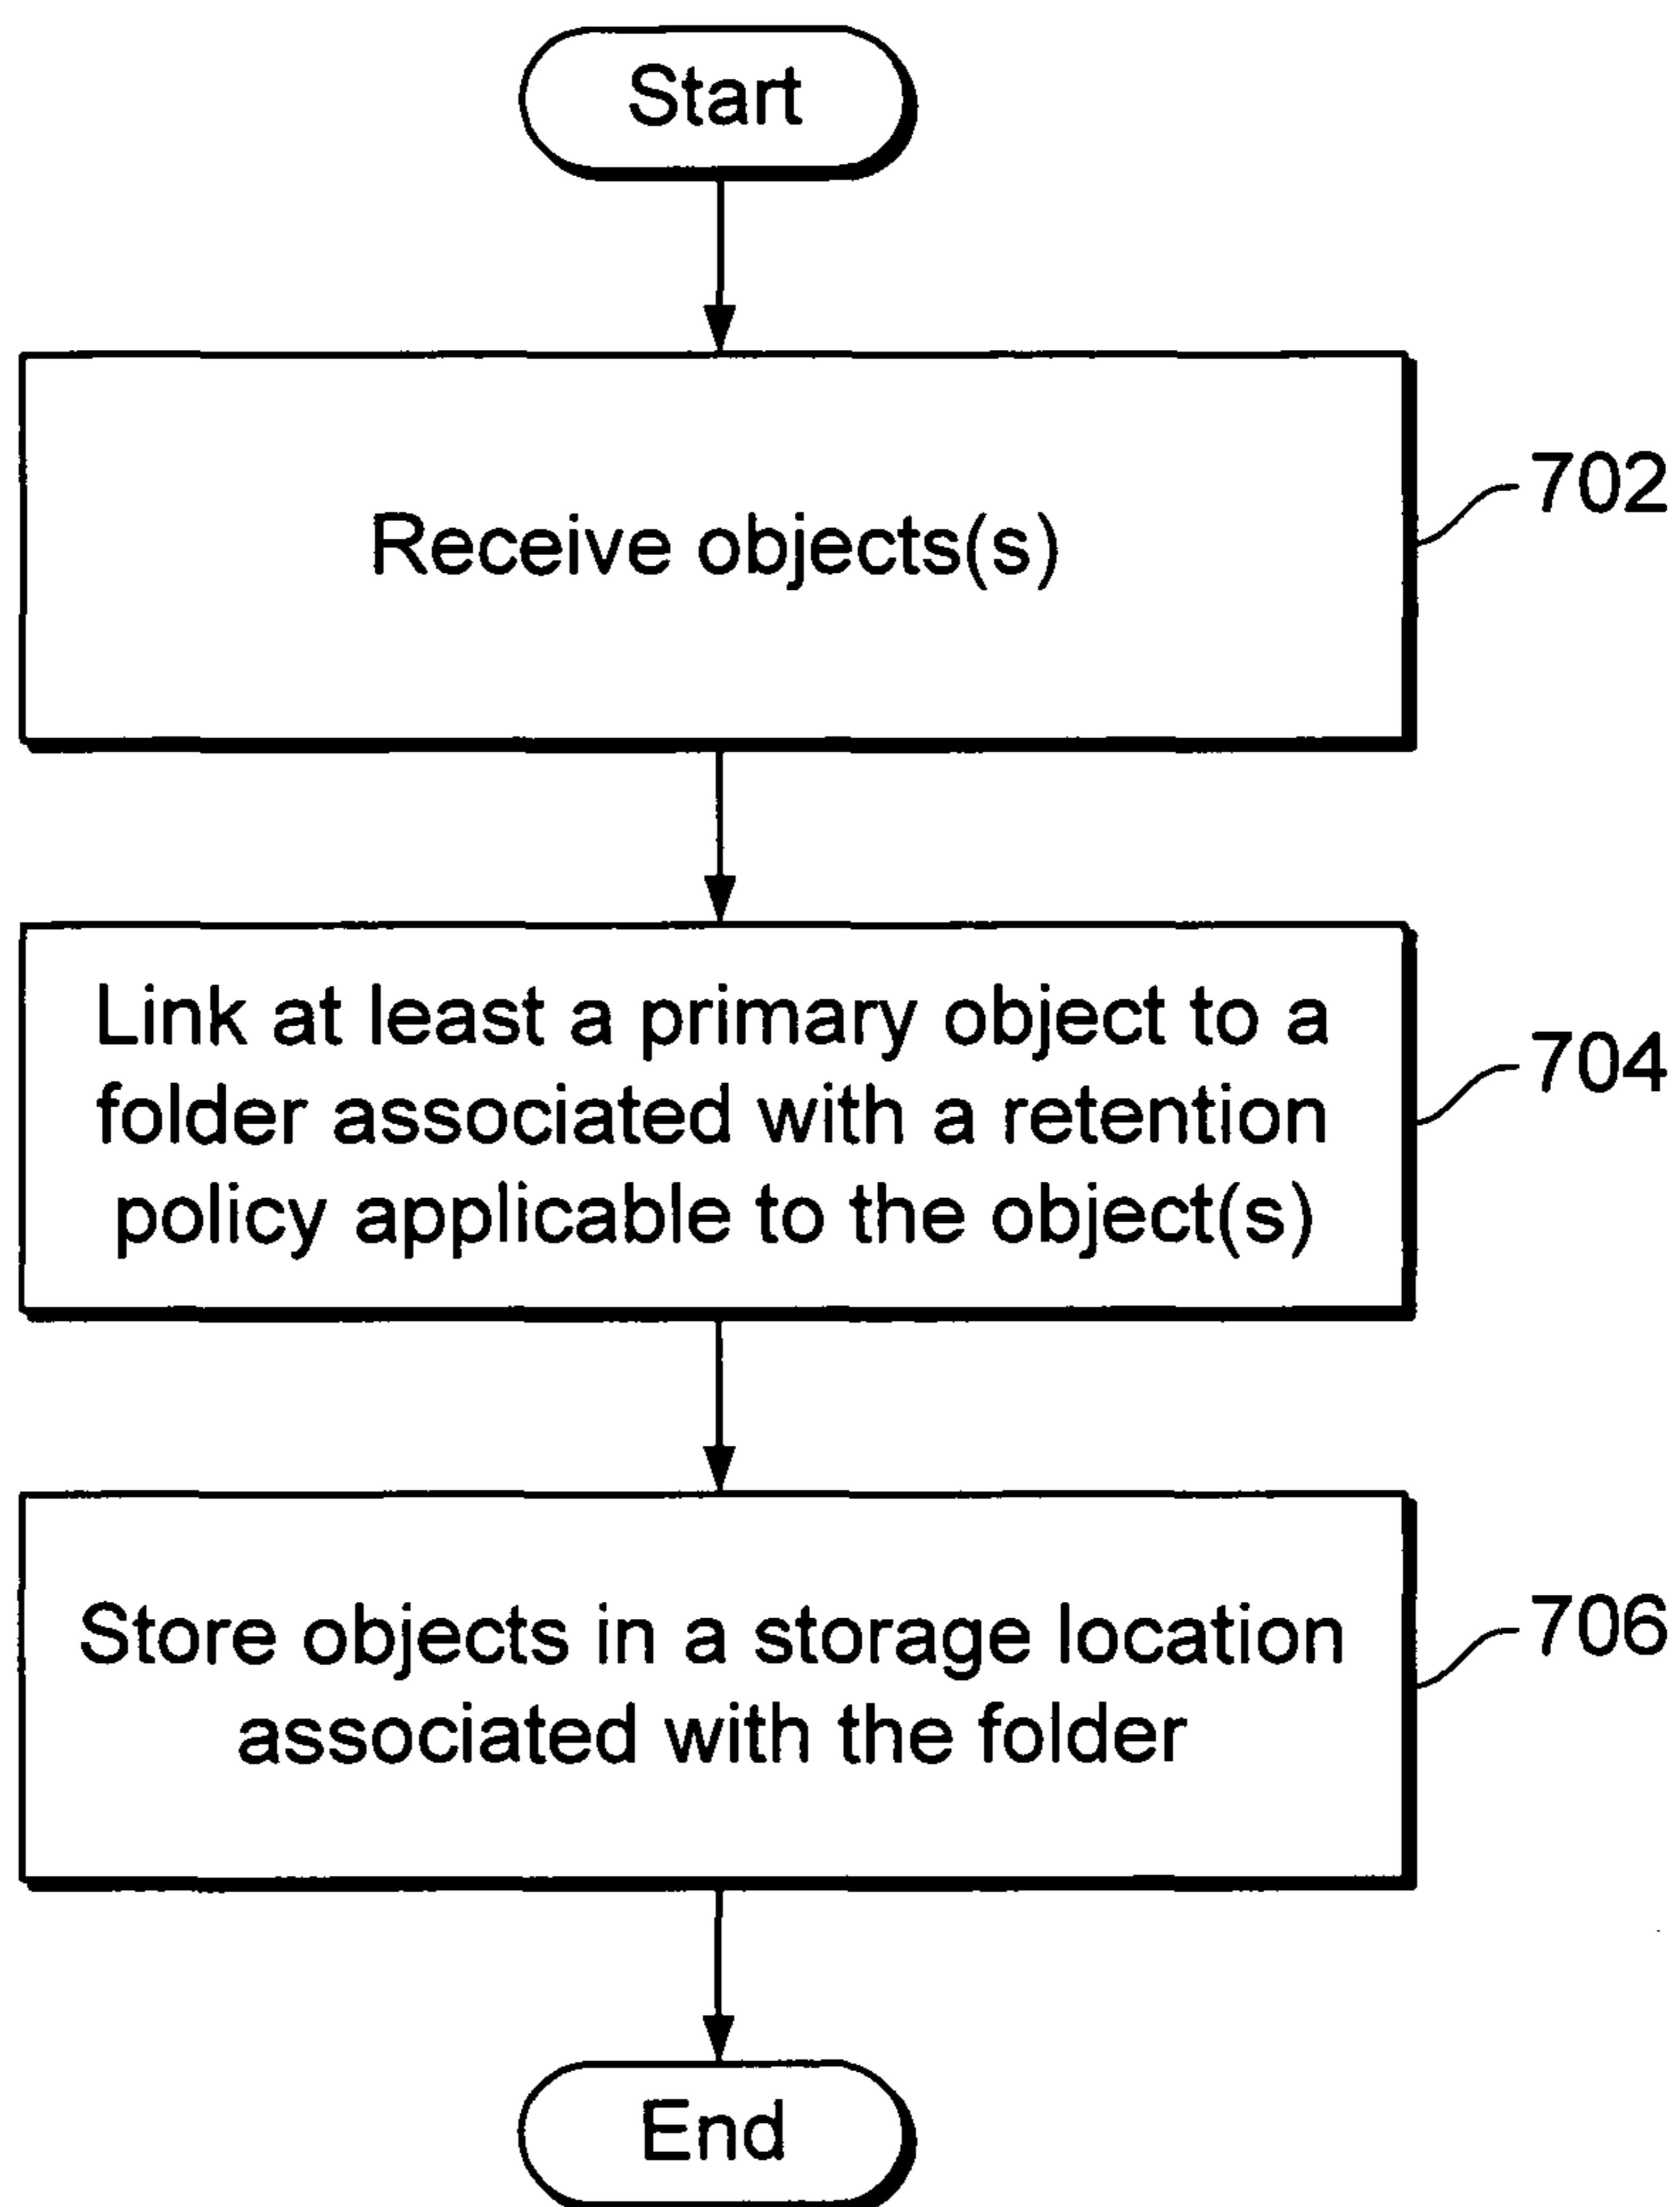 Start
Receive objects(s)
702
Link at least a primary object to a
folder associated with a retention
policy applicable to the object(s)
704
Store objects in a storage location
associated with the folder
706
End